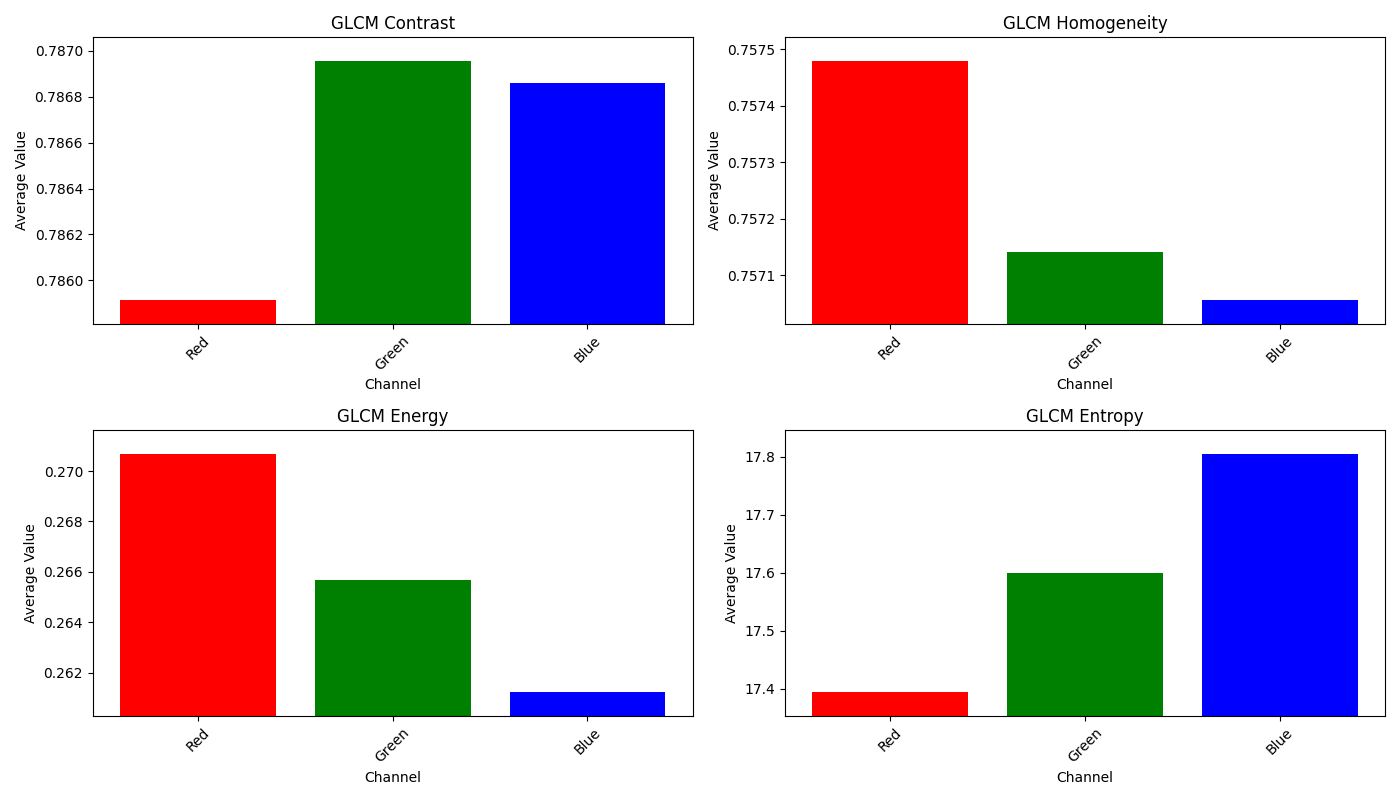 GLCM Contrast
0.7870
0.7868
0.7866
0.7864
0.7862
0.7860
Average Value
Red
Green
Blue
Channel
GLCM Homogeneity
0.7575
0.7574
0.7573
0.7572
0.7571
Average Value
Red
Green
Blue
Channel
GLCM Energy
0.270
0.268
0.266
0.264
0.262
Average Value
Red
Green
Blue
Channel
GLCM Entropy
17.8
17.7
17.6
17.5
17.4
Average Value
Red
Green
Blue
Channel